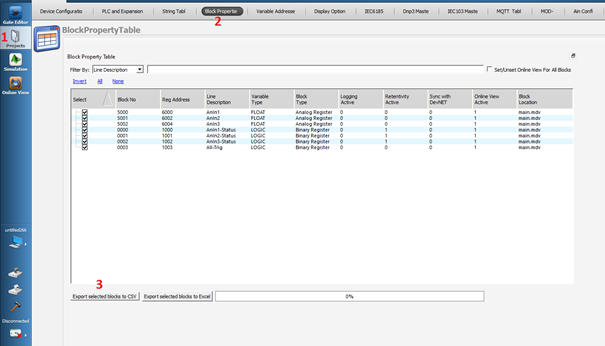 Device Configuratio
PLC and Expansion
String Tabl
Block Propertie
Variable Addresse
Display Option
IEC6185
Dnp3 Maste
IEC103 Maste
MQTT Tabl
MOD-
Ain Confi
2
Gate Editor
1
Projects
Simulation
Online View
untitled256
Disconnected
BlockPropertyTable
Block Property Table
Filter By: Line Description
Set/Unset Online View For All Blocks
Invert All None
Select Block No Reg Address Line Description Variable Type Block Type Logging Active Retentivity Active Sync with DevNET Online View Active Block Location
5000 6000 AnIn1 FLOAT Analog Register 0 0 0 1 main.mdv
5001 6002 AnIn2 FLOAT Analog Register 0 0 0 1 main.mdv
5002 6004 AnIn3 FLOAT Analog Register 0 0 0 1 main.mdv
0000 1000 AnIn1-Status LOGIC Binary Register 0 1 0 1 main.mdv
0001 1001 AnIn2-Status LOGIC Binary Register 0 1 0 1 main.mdv
0002 1002 AnIn3-Status LOGIC Binary Register 0 1 0 1 main.mdv
0003 1003 All-Trig LOGIC Binary Register 0 0 0 1 main.mdv
3
Export selected blocks to CSV
Export selected blocks to Excel
0%